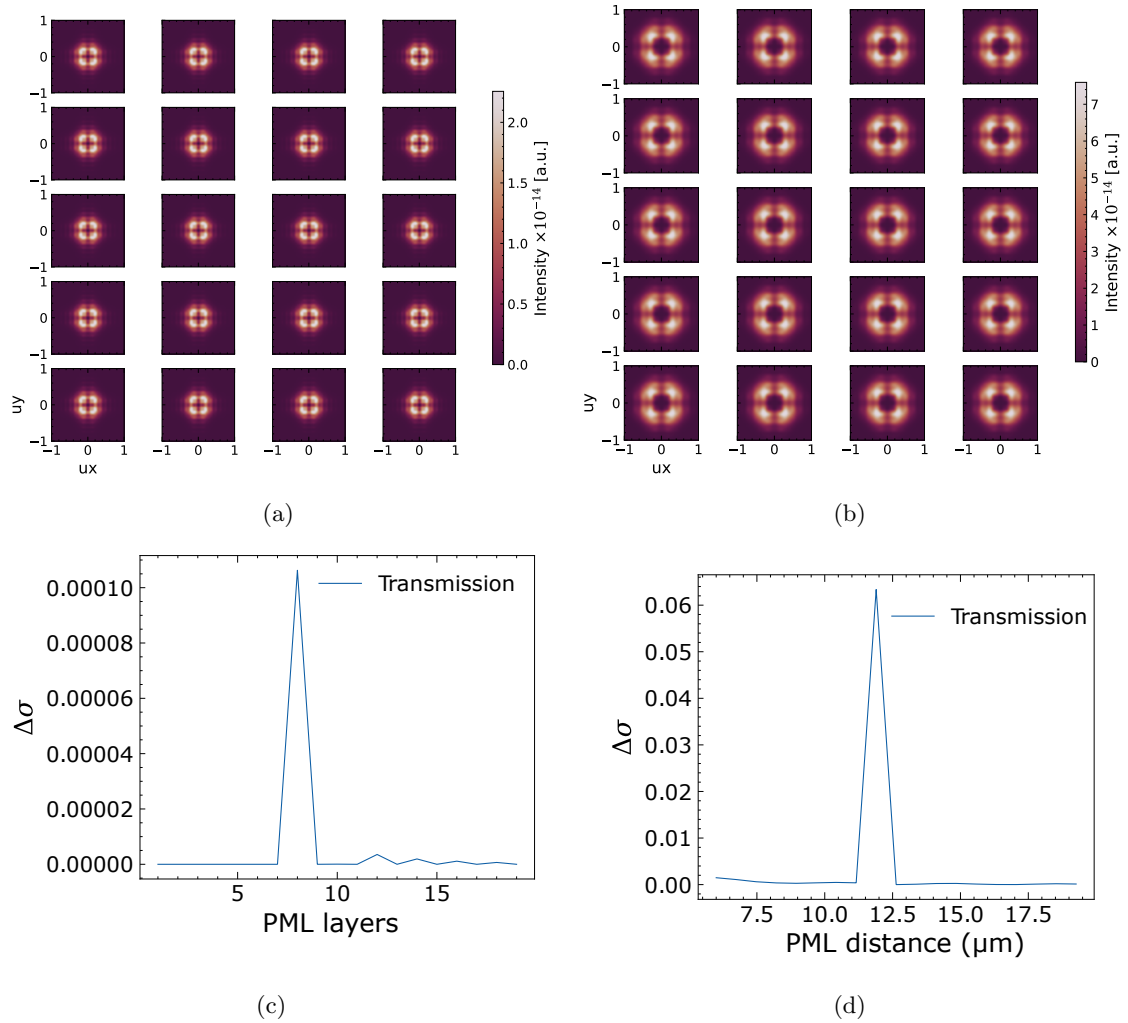 1
0
−1
1
0
−1
1
0
−1
1
0
−1
1
0
−1
uy
−1 0 1 −1 0 1 −1 0 1 −1 0 1
ux
2.0
1.5
1.0
0.5
0.0
Intensity ×10−14 [a.u.]
(a)
1
0
−1
1
0
−1
1
0
−1
1
0
−1
1
0
−1
uy
−1 0 1 −1 0 1 −1 0 1 −1 0 1
ux
7
6
5
4
3
2
1
0
Intensity ×10−14 [a.u.]
(b)
Transmission
0.00010
0.00008
0.00006
0.00004
0.00002
0.00000
Δσ
5 10 15
PML layers
(c)
Transmission
0.06
0.05
0.04
0.03
0.02
0.01
0.00
Δσ
7.5 10.0 12.5 15.0 17.5
PML distance (μm)
(d)